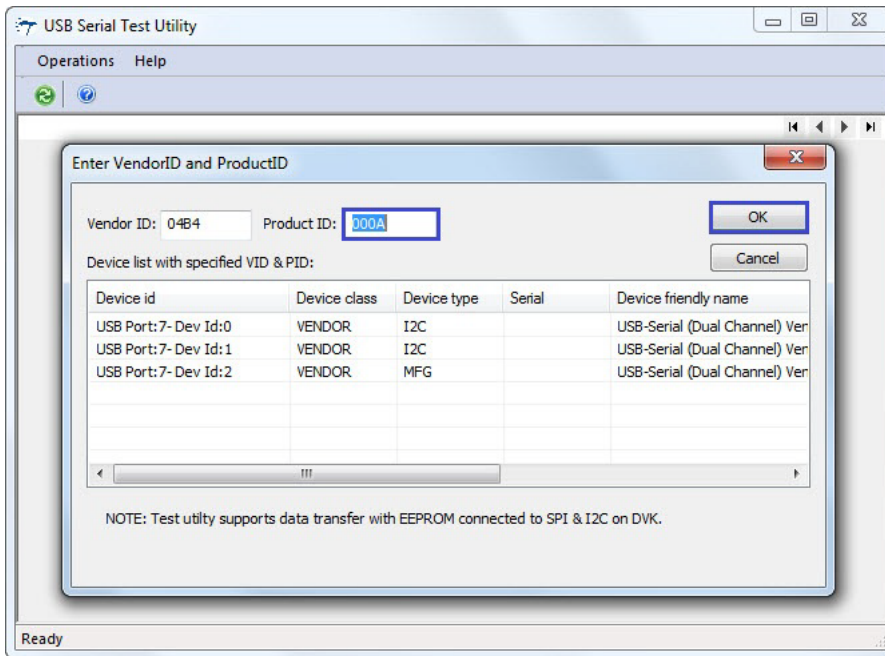 USB Serial Test Utility
Operations Help
Enter VendorID and ProductID
Vendor ID: 04B4 Product ID: 000A OK
Device list with specified VID & PID: Cancel
Device id Device class Device type Serial Device friendly name
USB Port:7- Dev Id:0 VENDOR I2C USB-Serial (Dual Channel) Ven
USB Port:7- Dev Id:1 VENDOR I2C USB-Serial (Dual Channel) Ven
USB Port:7- Dev Id:2 VENDOR MFG USB-Serial (Dual Channel) Ven
NOTE: Test utilty supports data transfer with EEPROM connected to SPI & I2C on DVK.
Ready